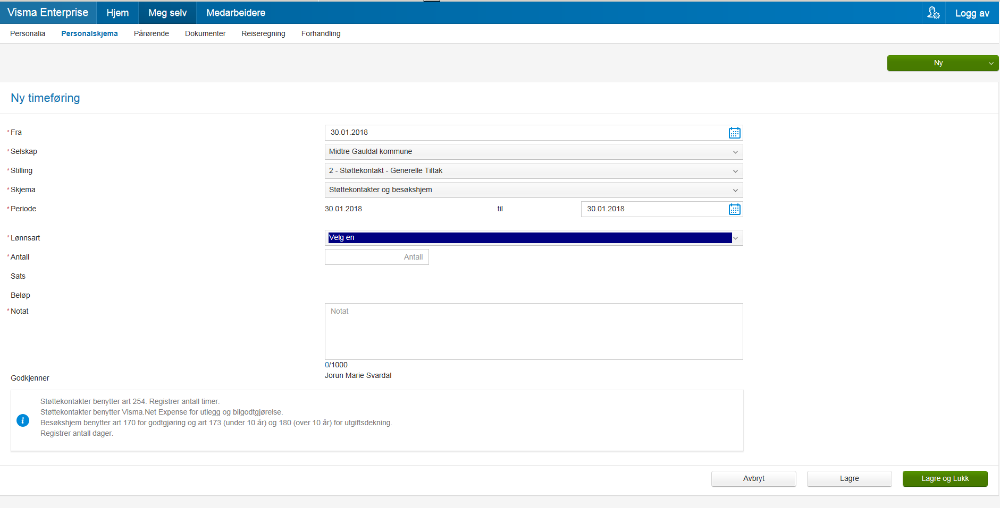 Visma Enterprise Hjem Meg selv Medarbeidere Logg av
Personalia Personalskjema Pårørende Dokumenter Reiseregning Forhandling
Ny
Ny timeføring
*Fra 30.01.2018
*Selskap Midtre Gauldal kommune
*Stilling 2 - Støttekontakt - Generelle Tiltak
*Skjema Støttekontakter og besøkshjem
*Periode 30.01.2018 til 30.01.2018
*Lønnsart Velg en
*Antall Antall
Sats
Beløp
*Notat Notat
0/1000
Godkjenner Jorun Marie Svardal
Støttekontakter benytter art 254. Registrer antall timer.
Støttekontakter benytter Visma.Net Expense for utlegg og bilgodtgjørelse.
Besøkshjem benytter art 170 for godtgjøring og art 173 (under 10 år) og 180 (over 10 år) for utgiftsdekning.
Registrer antall dager.
Avbryt Lagre Lagre og Lukk